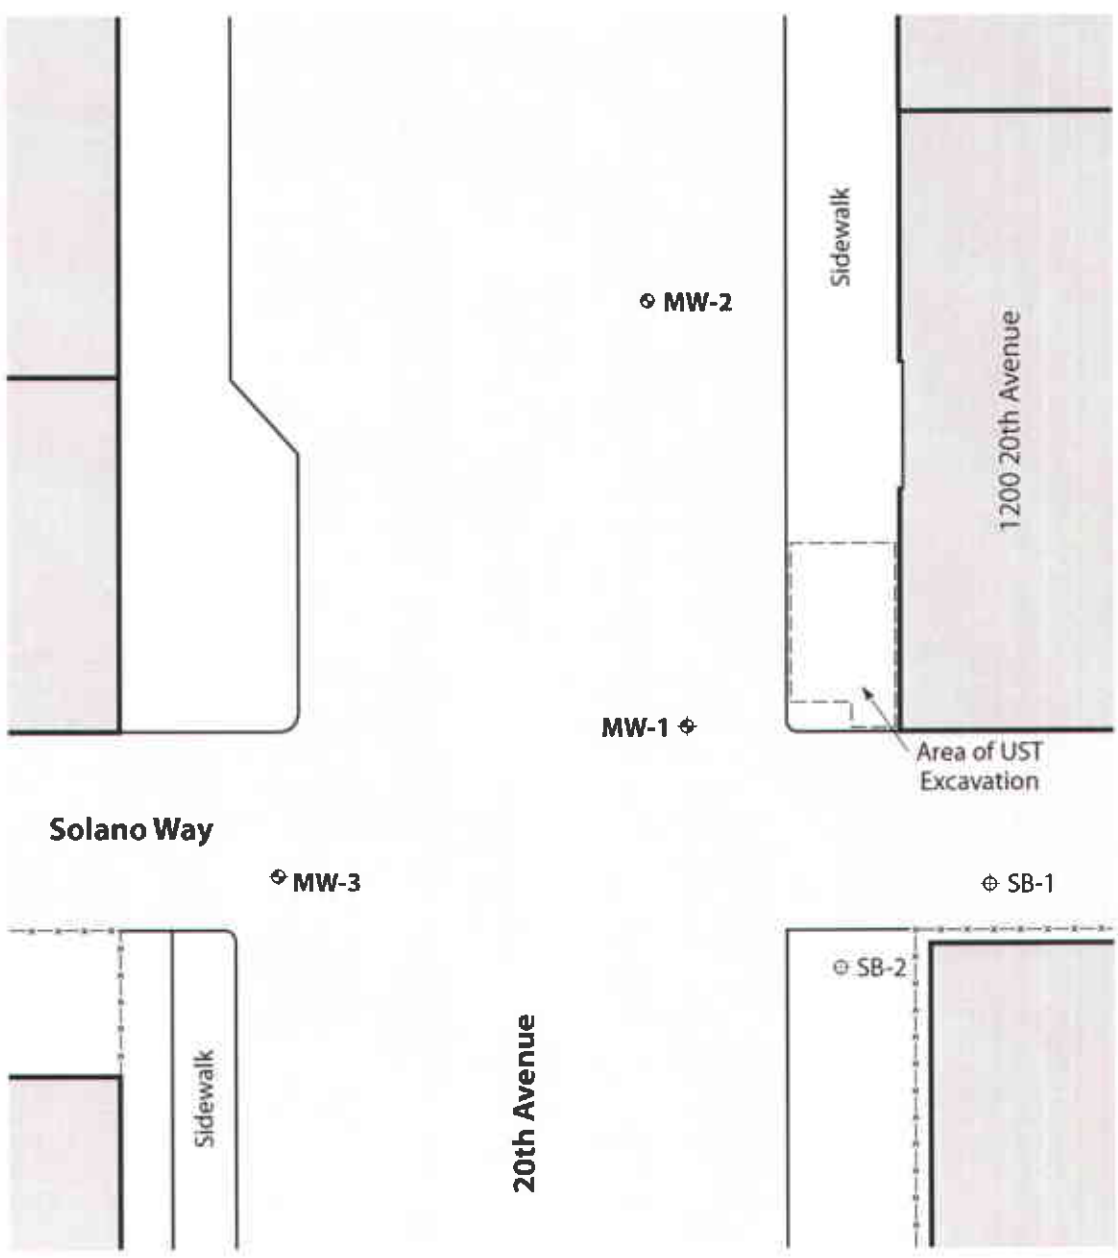 Sidewalk
MW-2
1200 20th Avenue
MW-1
Area of UST
Excavation
Solano Way
MW-3
SB-1
SB-2
20th Avenue
Sidewalk